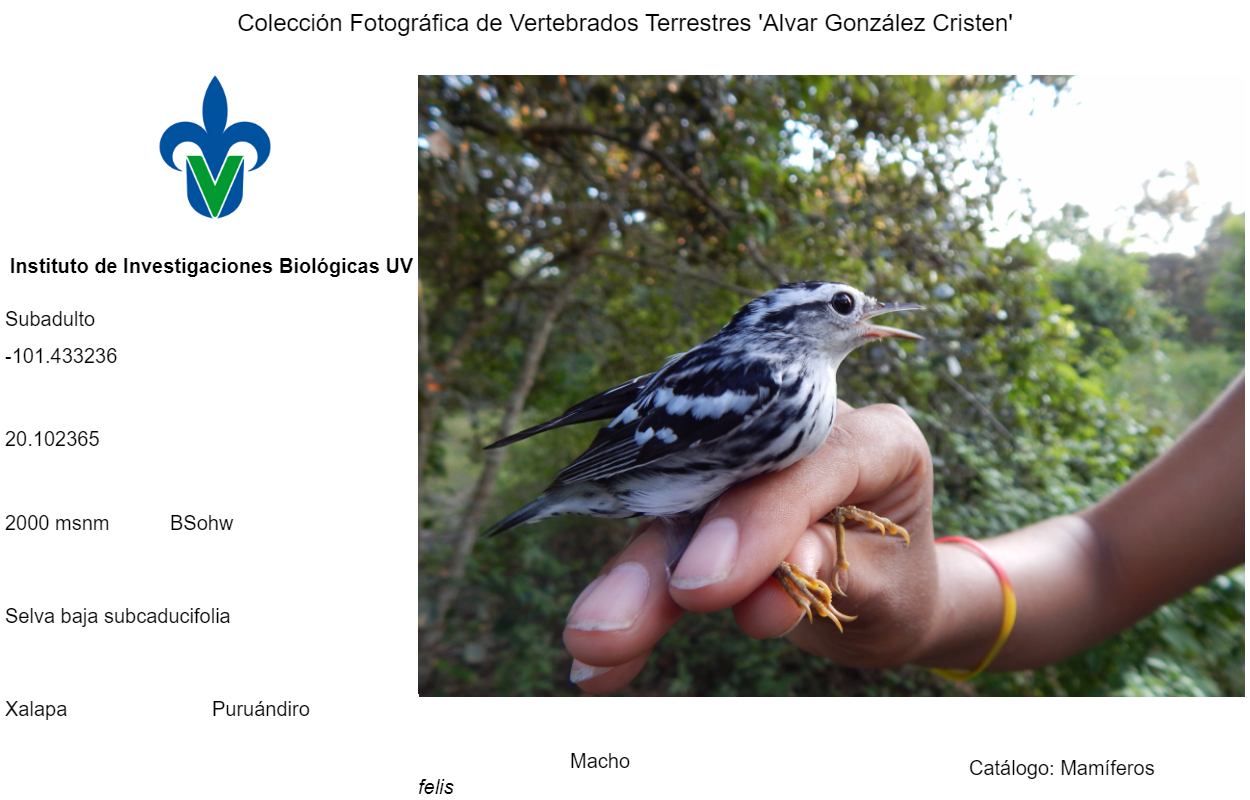 Colección Fotográfica de Vertebrados Terrestres 'Alvar González Cristen'
Instituto de Investigaciones Biológicas UV
Subadulto
-101.433236
20.102365
2000 msnm BSohw
Selva baja subcaducifolia
Xalapa Puruándiro
Macho
Catálogo: Mamíferos
felis